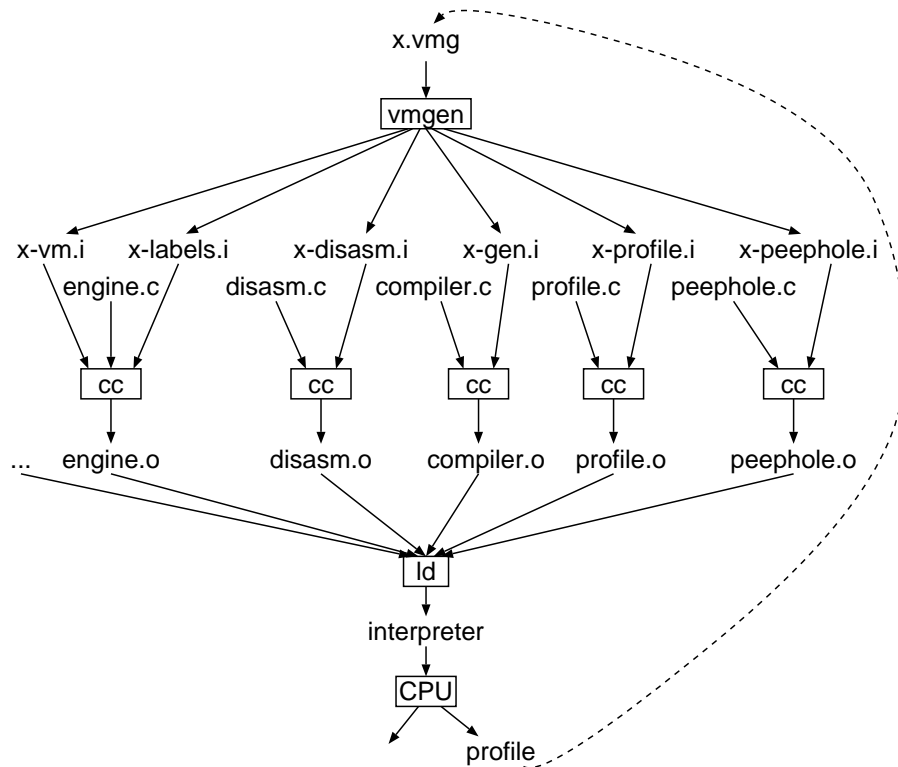 x.vmg
vmgen
x-vm.i x-labels.i x-disasm.i x-gen.i x-profile.i x-peephole.i
engine.c disasm.c compiler.c profile.c peephole.c
cc cc cc cc cc
... engine.o disasm.o compiler.o profile.o peephole.o
ld
interpreter
CPU
profile